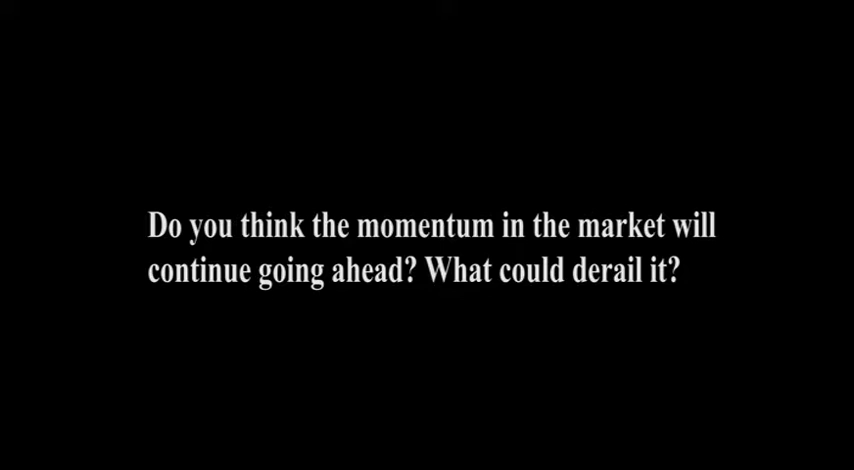 Do you think the momentum in the market will
continue going ahead? What could derail it?